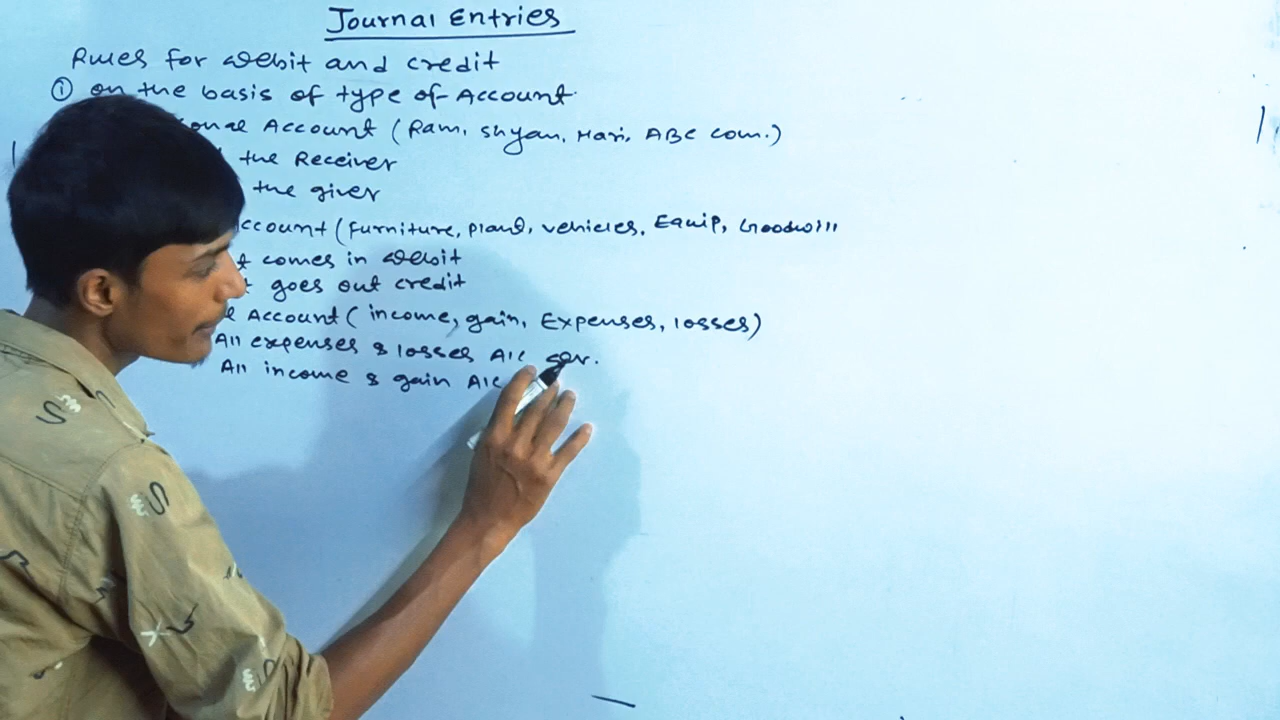 Journal Entries
Rules for debit and credit
① on the basis of type of Account
onal Account (Ram, Shyam, Hari, ABC com.)
the Receiver
the giver
ccount (Furniture, Plant, vehicles, Equip, Goodwill
t comes in debit
t goes out credit
l Account (income, gain, Expenses, losses)
All expenses & losses A/C
All income & gain A/C